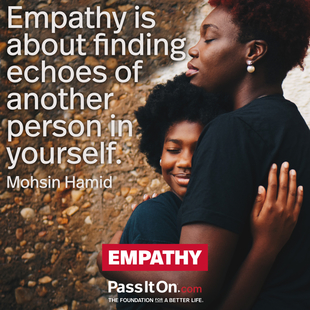 Empathy is
about finding
echoes of
another
person in
yourself.
Mohsin Hamid
EMPATHY
PassItOn.com
THE FOUNDATION FOR A BETTER LIFE.